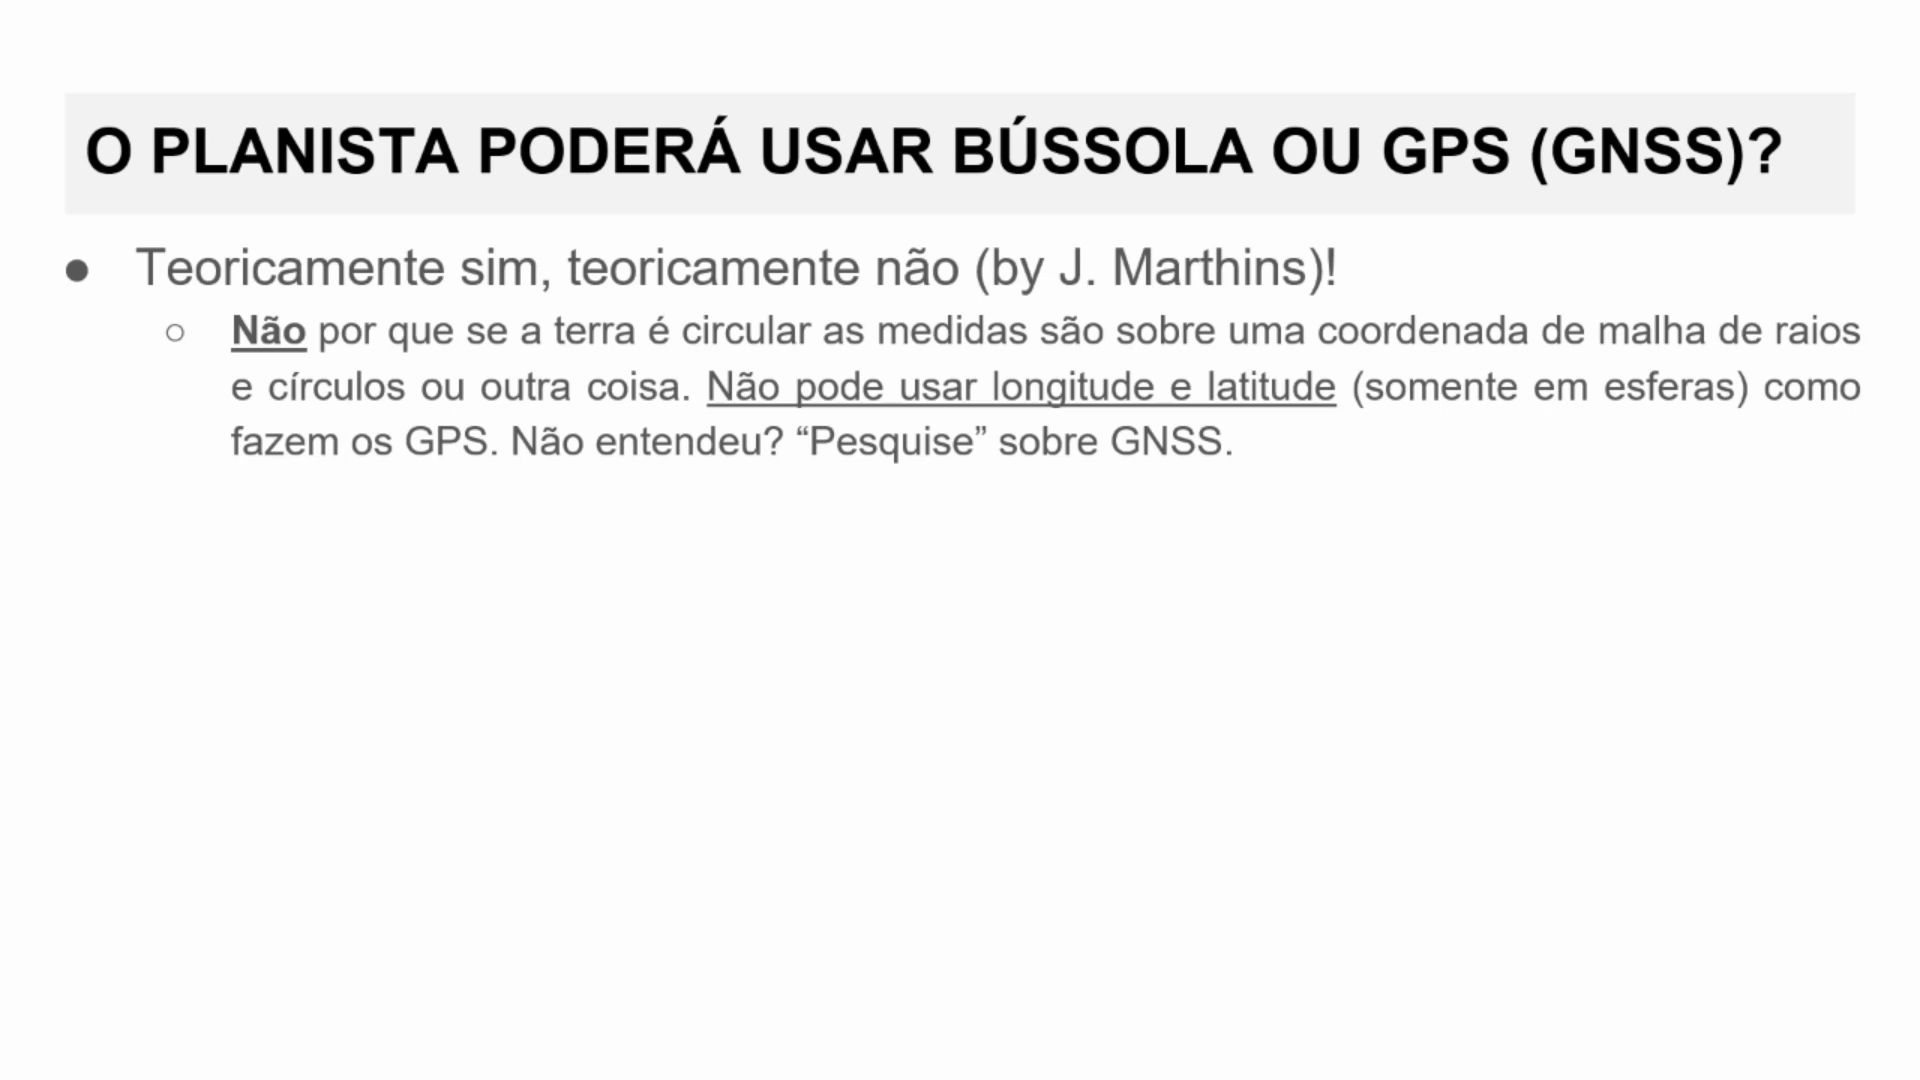 O PLANISTA PODERÁ USAR BÚSSOLA OU GPS (GNSS)?
● Teoricamente sim, teoricamente não (by J. Marthins)!
○ Não por que se a terra é circular as medidas são sobre uma coordenada de malha de raios
e círculos ou outra coisa. Não pode usar longitude e latitude (somente em esferas) como
fazem os GPS. Não entendeu? “Pesquise” sobre GNSS.